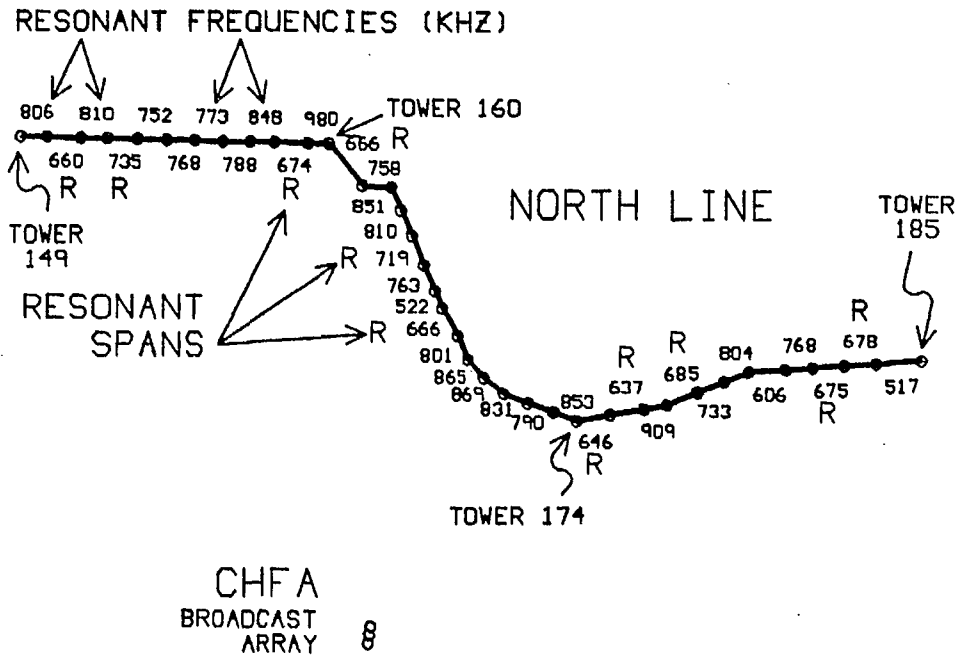 RESONANT FREQUENCIES (KHZ)
806 810 752 773 848 980
TOWER 160
660 735 768 788 674 666 R
R R R
758
851
TOWER
149
NORTH LINE
TOWER
185
810
719
R
763
522
RESONANT
SPANS
666
R
801
865
869
831
790
853
646
R
637
R
909
685
R
733
804
606
768
675
R
678
R
517
TOWER 174
CHFA
BROADCAST
ARRAY